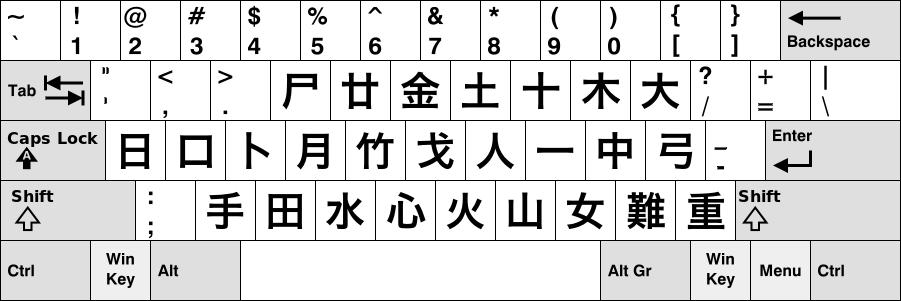 ~ ! @ # $ % ^ & * ( ) { }
` 1 2 3 4 5 6 7 8 9 0 [ ] Backspace
Tab " < > 尸 廿 金 土 十 木 大 ? + |
' , . / = \
Caps Lock A 日 口 卜 月 竹 戈 人 一 中 弓 _ - Enter
Shift : ; 手 田 水 心 火 山 女 難 重 Shift
Ctrl Win Key Alt Alt Gr Win Key Menu Ctrl